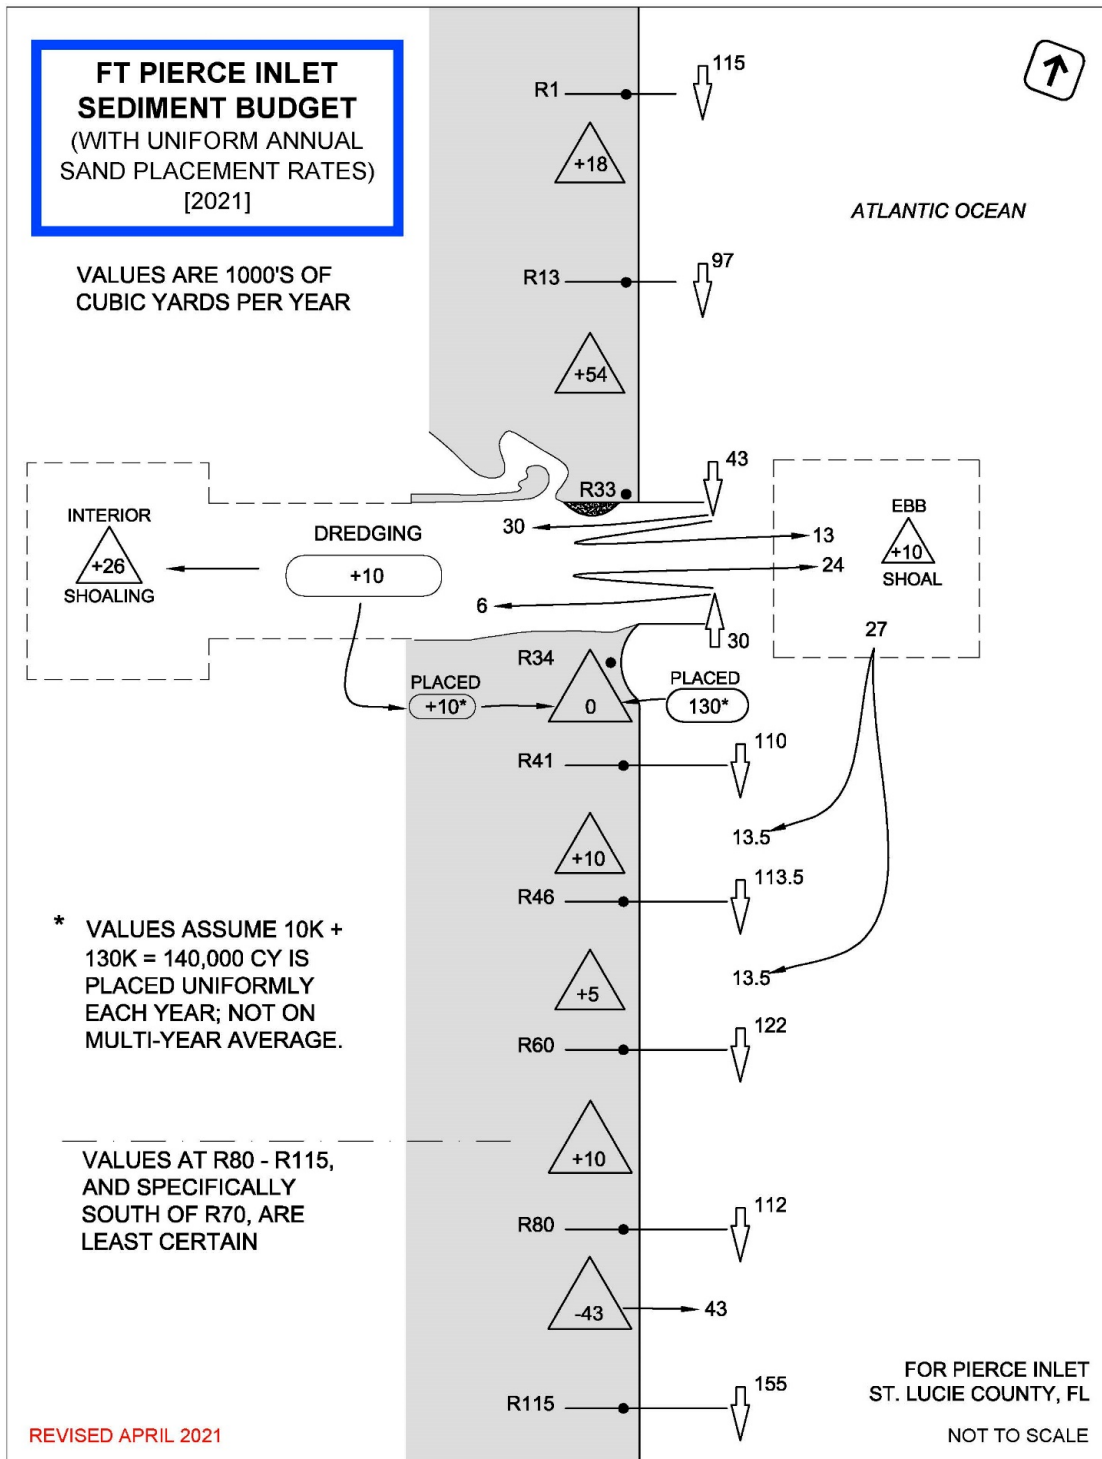 FT PIERCE INLET
SEDIMENT BUDGET
(WITH UNIFORM ANNUAL
SAND PLACEMENT RATES)
[2021]
VALUES ARE 1000'S OF
CUBIC YARDS PER YEAR
R1
115
+18
ATLANTIC OCEAN
R13
97
+54
R33
43
INTERIOR
+26
SHOALING
DREDGING
+10
30
13
24
6
30
EBB
+10
SHOAL
27
R34
PLACED
+10*
0
PLACED
130*
R41
110
13.5
+10
R46
113.5
* VALUES ASSUME 10K +
130K = 140,000 CY IS
PLACED UNIFORMLY
EACH YEAR; NOT ON
MULTI-YEAR AVERAGE.
+5
13.5
R60
122
+10
VALUES AT R80 - R115,
AND SPECIFICALLY
SOUTH OF R70, ARE
LEAST CERTAIN
R80
112
-43
43
R115
155
FOR PIERCE INLET
ST. LUCIE COUNTY, FL
REVISED APRIL 2021
NOT TO SCALE